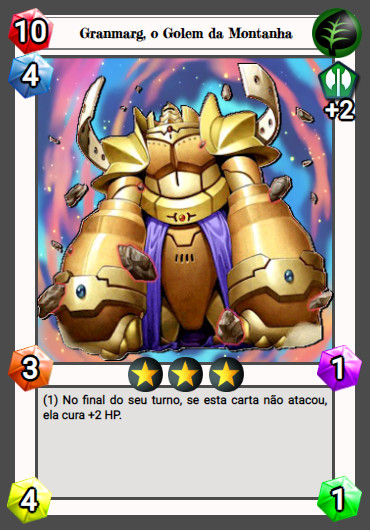 10
Granmarg, o Golem da Montanha
4
+2
3
1
(1) No final do seu turno, se esta carta não atacou,
ela cura +2 HP.
4
1